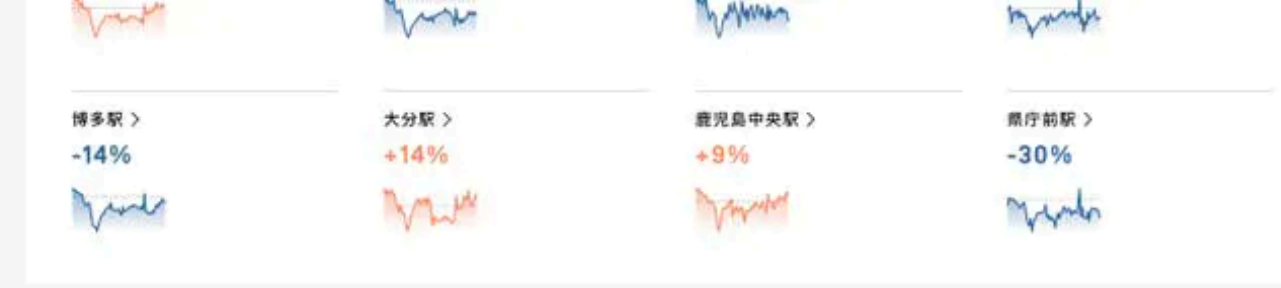 博多駅 >
-14%
大分駅 >
+14%
鹿児島中央駅 >
+9%
県庁前駅 >
-30%